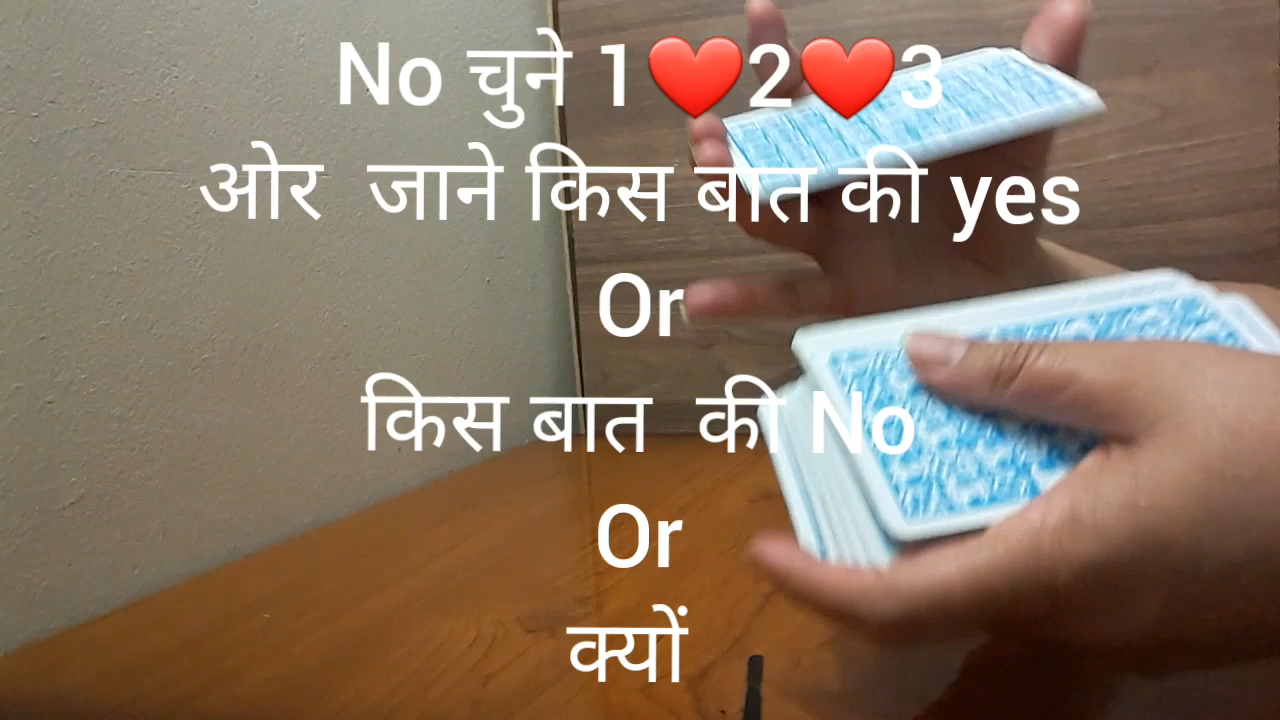 No चुने 1❤️2❤️3
ओर जाने किस बात की yes
Or
किस बात की No
Or
क्यों